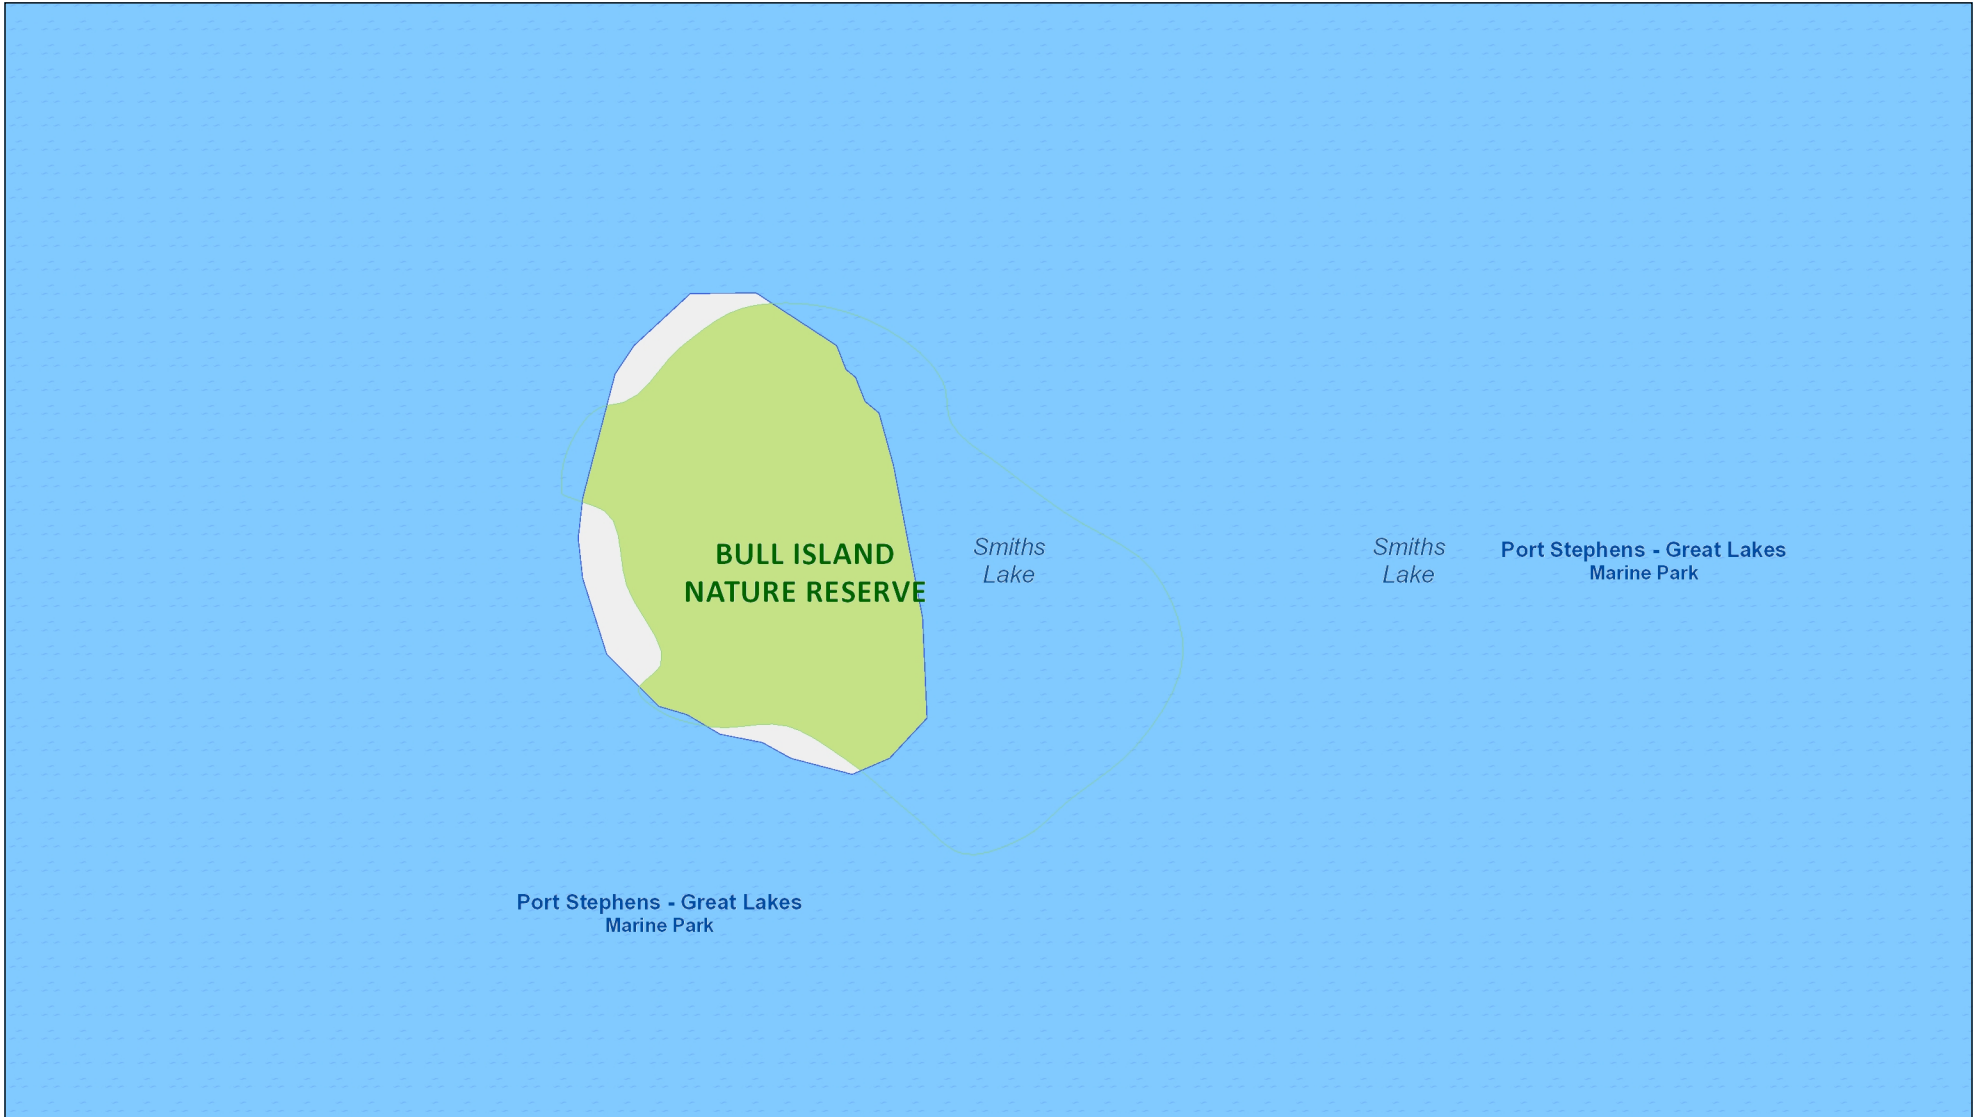 BULL ISLAND
NATURE RESERVE
Smiths
Lake
Smiths
Lake
Port Stephens - Great Lakes
Marine Park
Port Stephens - Great Lakes
Marine Park